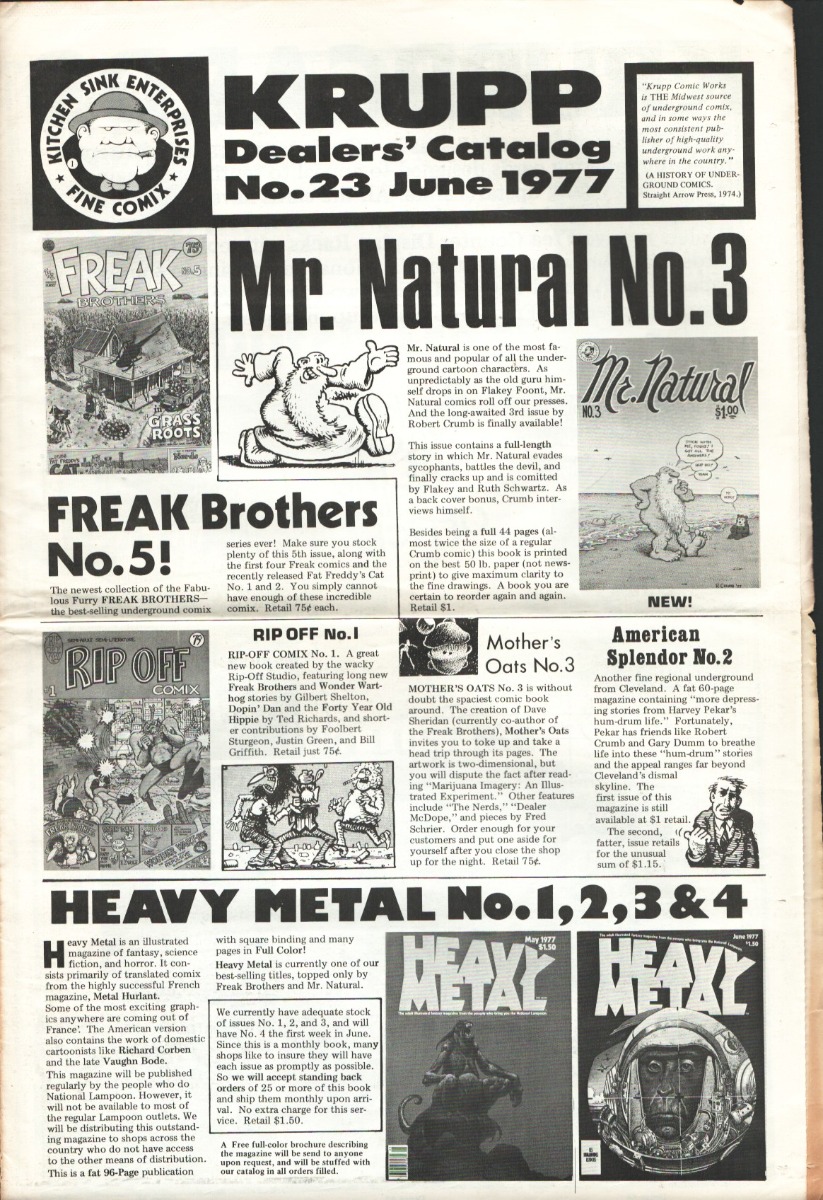 KITCHEN SINK ENTERPRISES
★ FINE COMIX ★
KRUPP
Dealers' Catalog
No.23 June 1977
"Krupp Comic Works
is THE Midwest source
of underground comix,
and in some ways the
most consistent pub-
lisher of high-quality
underground work any-
where in the country."
(A HISTORY OF UNDER-
GROUND COMICS.
Straight Arrow Press, 1974.)
FREAK
BROTHERS
NO.5
GRASS
ROOTS
Mr. Natural No.3
Mr. Natural is one of the most fa-
mous and popular of all the under-
ground cartoon characters. As
unpredictably as the old guru him-
self drops in on Flakey Foont, Mr.
Natural comics roll off our presses.
And the long-awaited 3rd issue by
Robert Crumb is finally available!
This issue contains a full-length
story in which Mr. Natural evades
sycophants, battles the devil, and
finally cracks up and is comitted
by Flakey and Ruth Schwartz. As
a back cover bonus, Crumb inter-
views himself.
Besides being a full 44 pages (al-
most twice the size of a regular
Crumb comic) this book is printed
on the best 50 lb. paper (not news-
print) to give maximum clarity to
the fine drawings. A book you are
certain to reorder again and again.
Retail $1.
Mr. Natural
NO.3
$1.00
NEW!
FREAK Brothers
No.5!
The newest collection of the Fabu-
lous Furry FREAK BROTHERS—
the best-selling underground comix
series ever! Make sure you stock
plenty of this 5th issue, along with
the first four Freak comics and the
recently released Fat Freddy's Cat
No. 1 and 2. You simply cannot
have enough of these incredible
comix. Retail 75¢ each.
RIP OFF
COMIX
#1
75¢
RIP OFF No.1
RIP-OFF COMIX No. 1. A great
new book created by the wacky
Rip-Off Studio, featuring long new
Freak Brothers and Wonder Wart-
hog stories by Gilbert Shelton,
Dopin' Dan and the Forty Year Old
Hippie by Ted Richards, and short-
er contributions by Foolbert
Sturgeon, Justin Green, and Bill
Griffith. Retail just 75¢.
Mother's
Oats No.3
MOTHER'S OATS No. 3 is without
doubt the spaciest comic book
around. The creation of Dave
Sheridan (currently co-author of
the Freak Brothers), Mother's Oats
invites you to toke up and take a
head trip through its pages. The
artwork is two-dimensional, but
you will dispute the fact after read-
ing "Marijuana Imagery: An Illus-
trated Experiment." Other features
include "The Nerds," "Dealer
McDope," and pieces by Fred
Schrier. Order enough for your
customers and put one aside for
yourself after you close the shop
up for the night. Retail 75¢.
American
Splendor No.2
Another fine regional underground
from Cleveland. A fat 60-page
magazine containing "more depress-
ing stories from Harvey Pekar's
hum-drum life." Fortunately,
Pekar has friends like Robert
Crumb and Gary Dumm to breathe
life into these "hum-drum" stories
and the appeal ranges far beyond
Cleveland's dismal
skyline. The
first issue of this
magazine is still
available at $1 retail.
The second,
fatter, issue retails
for the unusual
sum of $1.15.
HEAVY METAL No.1,2,3&4
Heavy Metal is an illustrated
magazine of fantasy, science
fiction, and horror. It con-
sists primarily of translated comix
from the highly successful French
magazine, Metal Hurlant.
Some of the most exciting graph-
ics anywhere are coming out of
France. The American version
also contains the work of domestic
cartoonists like Richard Corben
and the late Vaughn Bode.
This magazine will be published
regularly by the people who do
National Lampoon. However, it
will not be available to most of
the regular Lampoon outlets. We
will be distributing this outstand-
ing magazine to shops across the
country who do not have access
to the other means of distribution.
This is a fat 96-Page publication
with square binding and many
pages in Full Color!
Heavy Metal is currently one of our
best-selling titles, topped only by
Freak Brothers and Mr. Natural.
We currently have adequate stock
of issues No. 1, 2, and 3, and will
have No. 4 the first week in June.
Since this is a monthly book, many
shops like to insure they will have
each issue as promptly as possible.
So we will accept standing back
orders of 25 or more of this book
and ship them monthly upon arri-
val. No extra charge for this ser-
vice. Retail $1.50.
A Free full-color brochure describing
the magazine will be send to anyone
upon request, and will be stuffed with
our catalog in all orders filled.
May 1977
$1.50
HEAVY
METAL
The adult illustrated fantasy magazine from the people who bring you the National Lampoon.
June 1977
$1.50
The adult illustrated fantasy magazine from the people who bring you the National Lampoon.
HEAVY
METAL